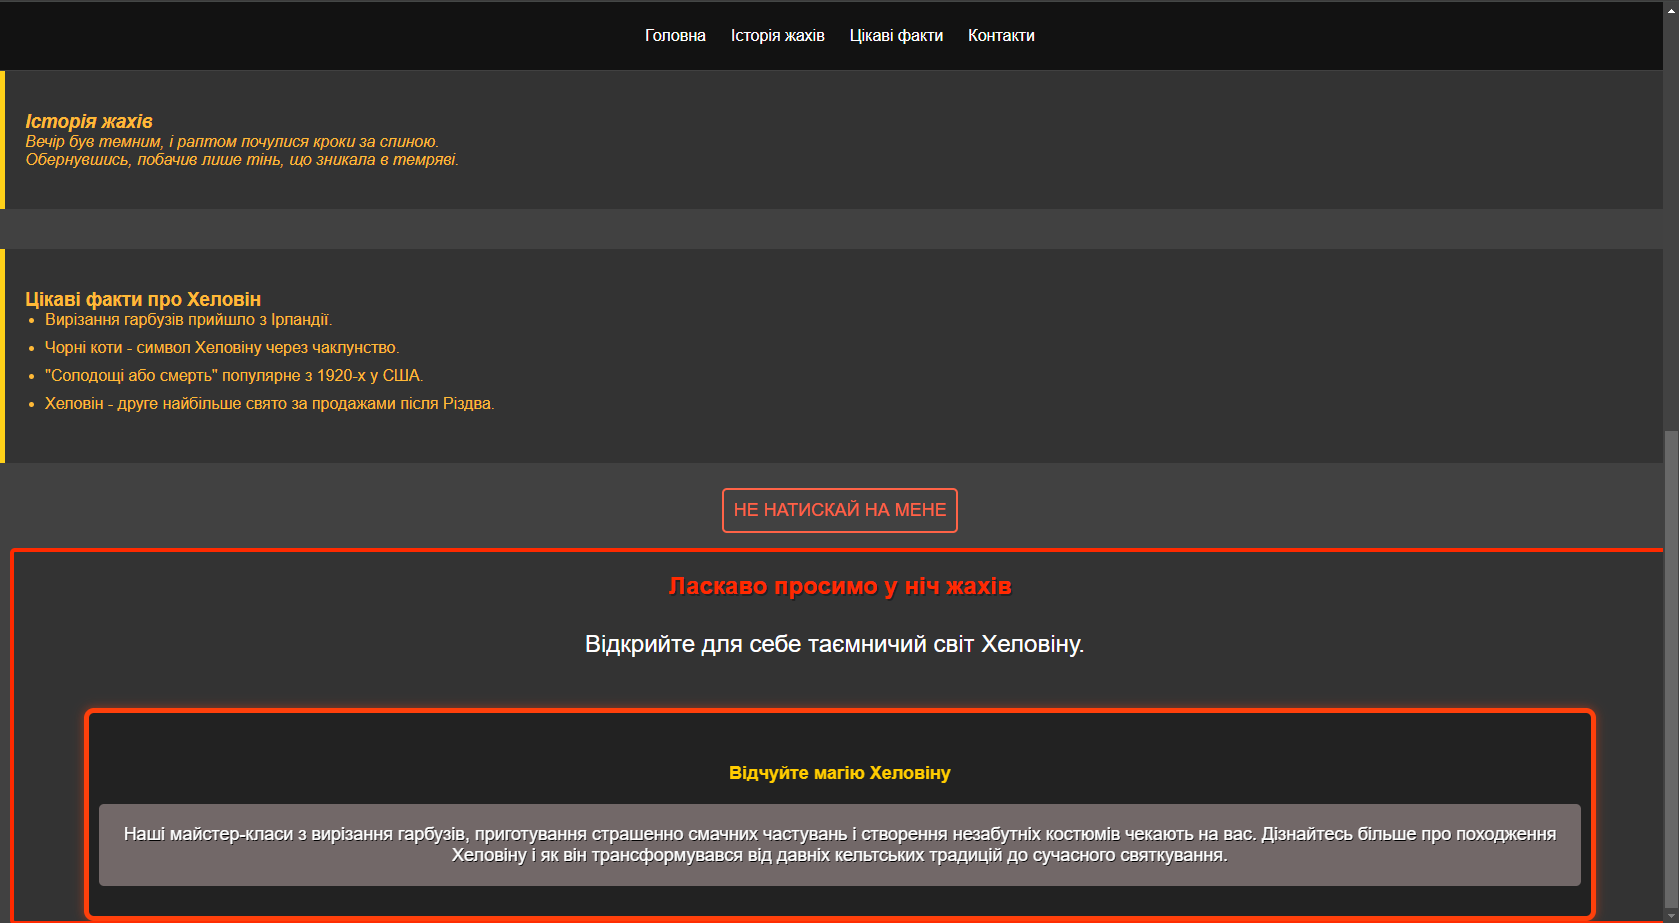 Головна Історія жахів Цікаві факти Контакти
Історія жахів
Вечір був темним, і раптом почулися кроки за спиною.
Обернувшись, побачив лише тінь, що зникала в темряві.
Цікаві факти про Хеловін
• Вирізання гарбузів прийшло з Ірландії.
• Чорні коти - символ Хеловіну через чаклунство.
• "Солодощі або смерть" популярне з 1920-х у США.
• Хеловін - друге найбільше свято за продажами після Різдва.
НЕ НАТИСКАЙ НА МЕНЕ
Ласкаво просимо у ніч жахів
Відкрийте для себе таємничий світ Хеловіну.
Відчуйте магію Хеловіну
Наші майстер-класи з вирізання гарбузів, приготування страшенно смачних частувань і створення незабутніх костюмів чекають на вас. Дізнайтесь більше про походження
Хеловіну і як він трансформувався від давніх кельтських традицій до сучасного святкування.